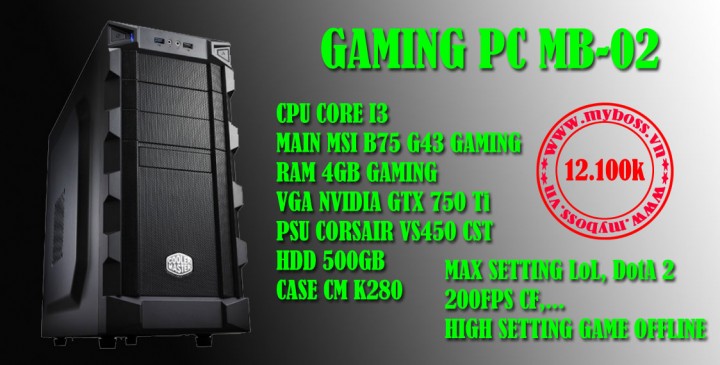 GAMING PC MB-02
CPU CORE I3
MAIN MSI B75 G43 GAMING
RAM 4GB GAMING
VGA NVIDIA GTX 750 Ti
PSU CORSAIR VS450 CST
HDD 500GB
CASE CM K280
www.myboss.vn
12.100k
www.myboss.vn
MAX SETTING LoL, DotA 2
200FPS CF,...
HIGH SETTING GAME OFFLINE
COOLER
MASTER